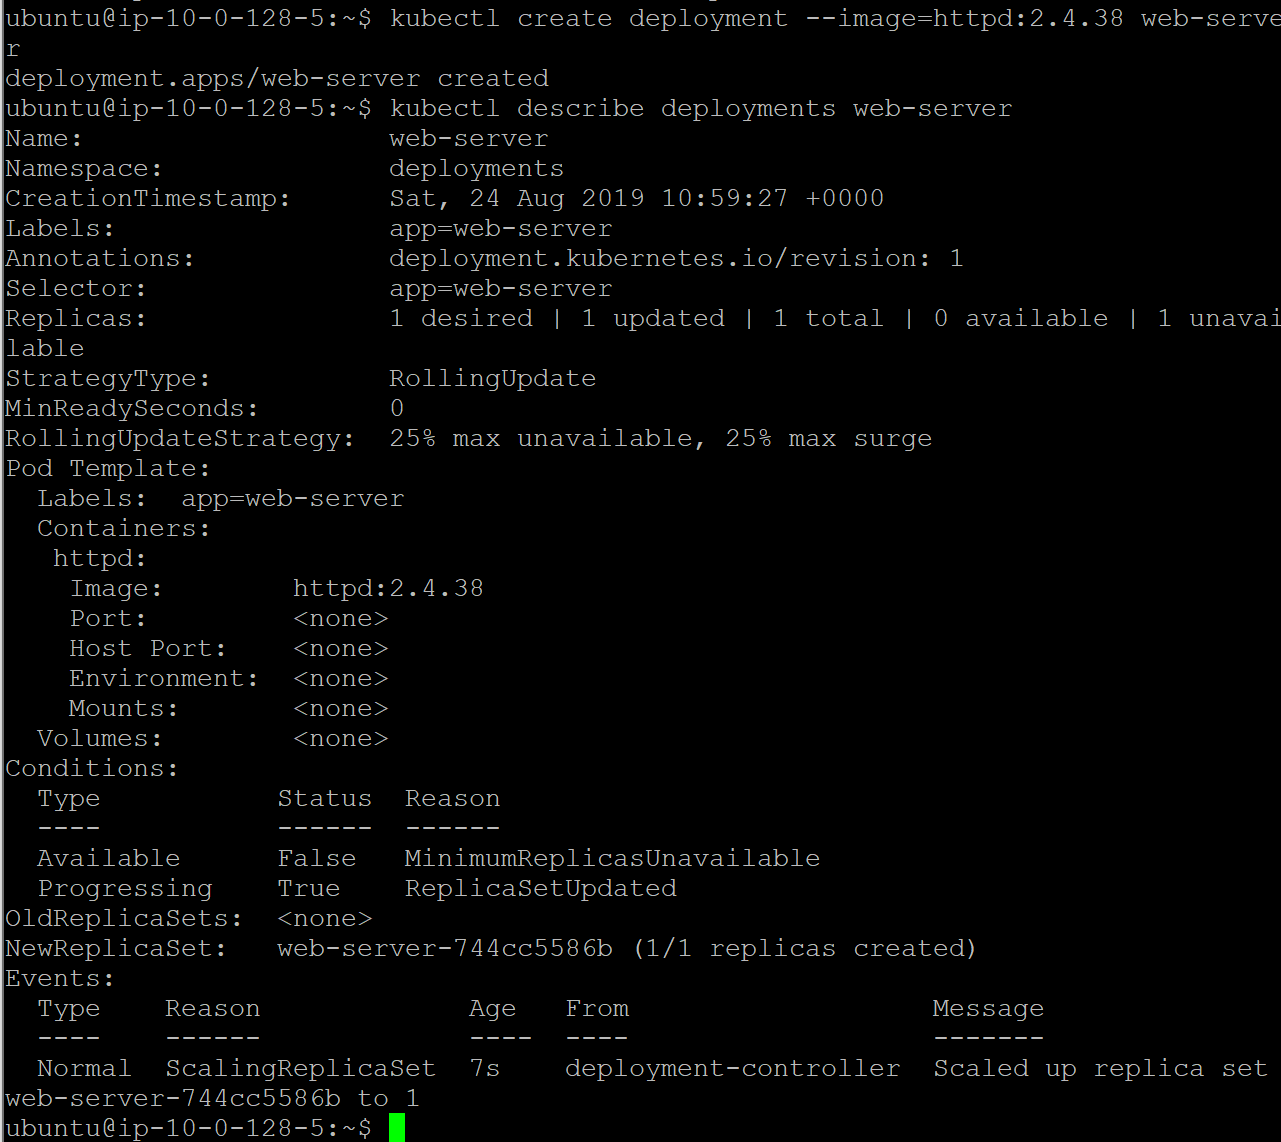 ubuntu@ip-10-0-128-5:~$ kubectl create deployment --image=httpd:2.4.38 web-serve
r
deployment.apps/web-server created
ubuntu@ip-10-0-128-5:~$ kubectl describe deployments web-server
Name:                   web-server
Namespace:              deployments
CreationTimestamp:      Sat, 24 Aug 2019 10:59:27 +0000
Labels:                 app=web-server
Annotations:            deployment.kubernetes.io/revision: 1
Selector:               app=web-server
Replicas:               1 desired | 1 updated | 1 total | 0 available | 1 unavai
lable
StrategyType:           RollingUpdate
MinReadySeconds:        0
RollingUpdateStrategy:  25% max unavailable, 25% max surge
Pod Template:
  Labels:  app=web-server
  Containers:
   httpd:
    Image:        httpd:2.4.38
    Port:         <none>
    Host Port:    <none>
    Environment:  <none>
    Mounts:       <none>
  Volumes:        <none>
Conditions:
  Type           Status  Reason
  ----           ------  ------
  Available      False   MinimumReplicasUnavailable
  Progressing    True    ReplicaSetUpdated
OldReplicaSets:  <none>
NewReplicaSet:   web-server-744cc5586b (1/1 replicas created)
Events:
  Type    Reason             Age   From                   Message
  ----    ------             ----  ----                   -------
  Normal  ScalingReplicaSet  7s    deployment-controller  Scaled up replica set
web-server-744cc5586b to 1
ubuntu@ip-10-0-128-5:~$